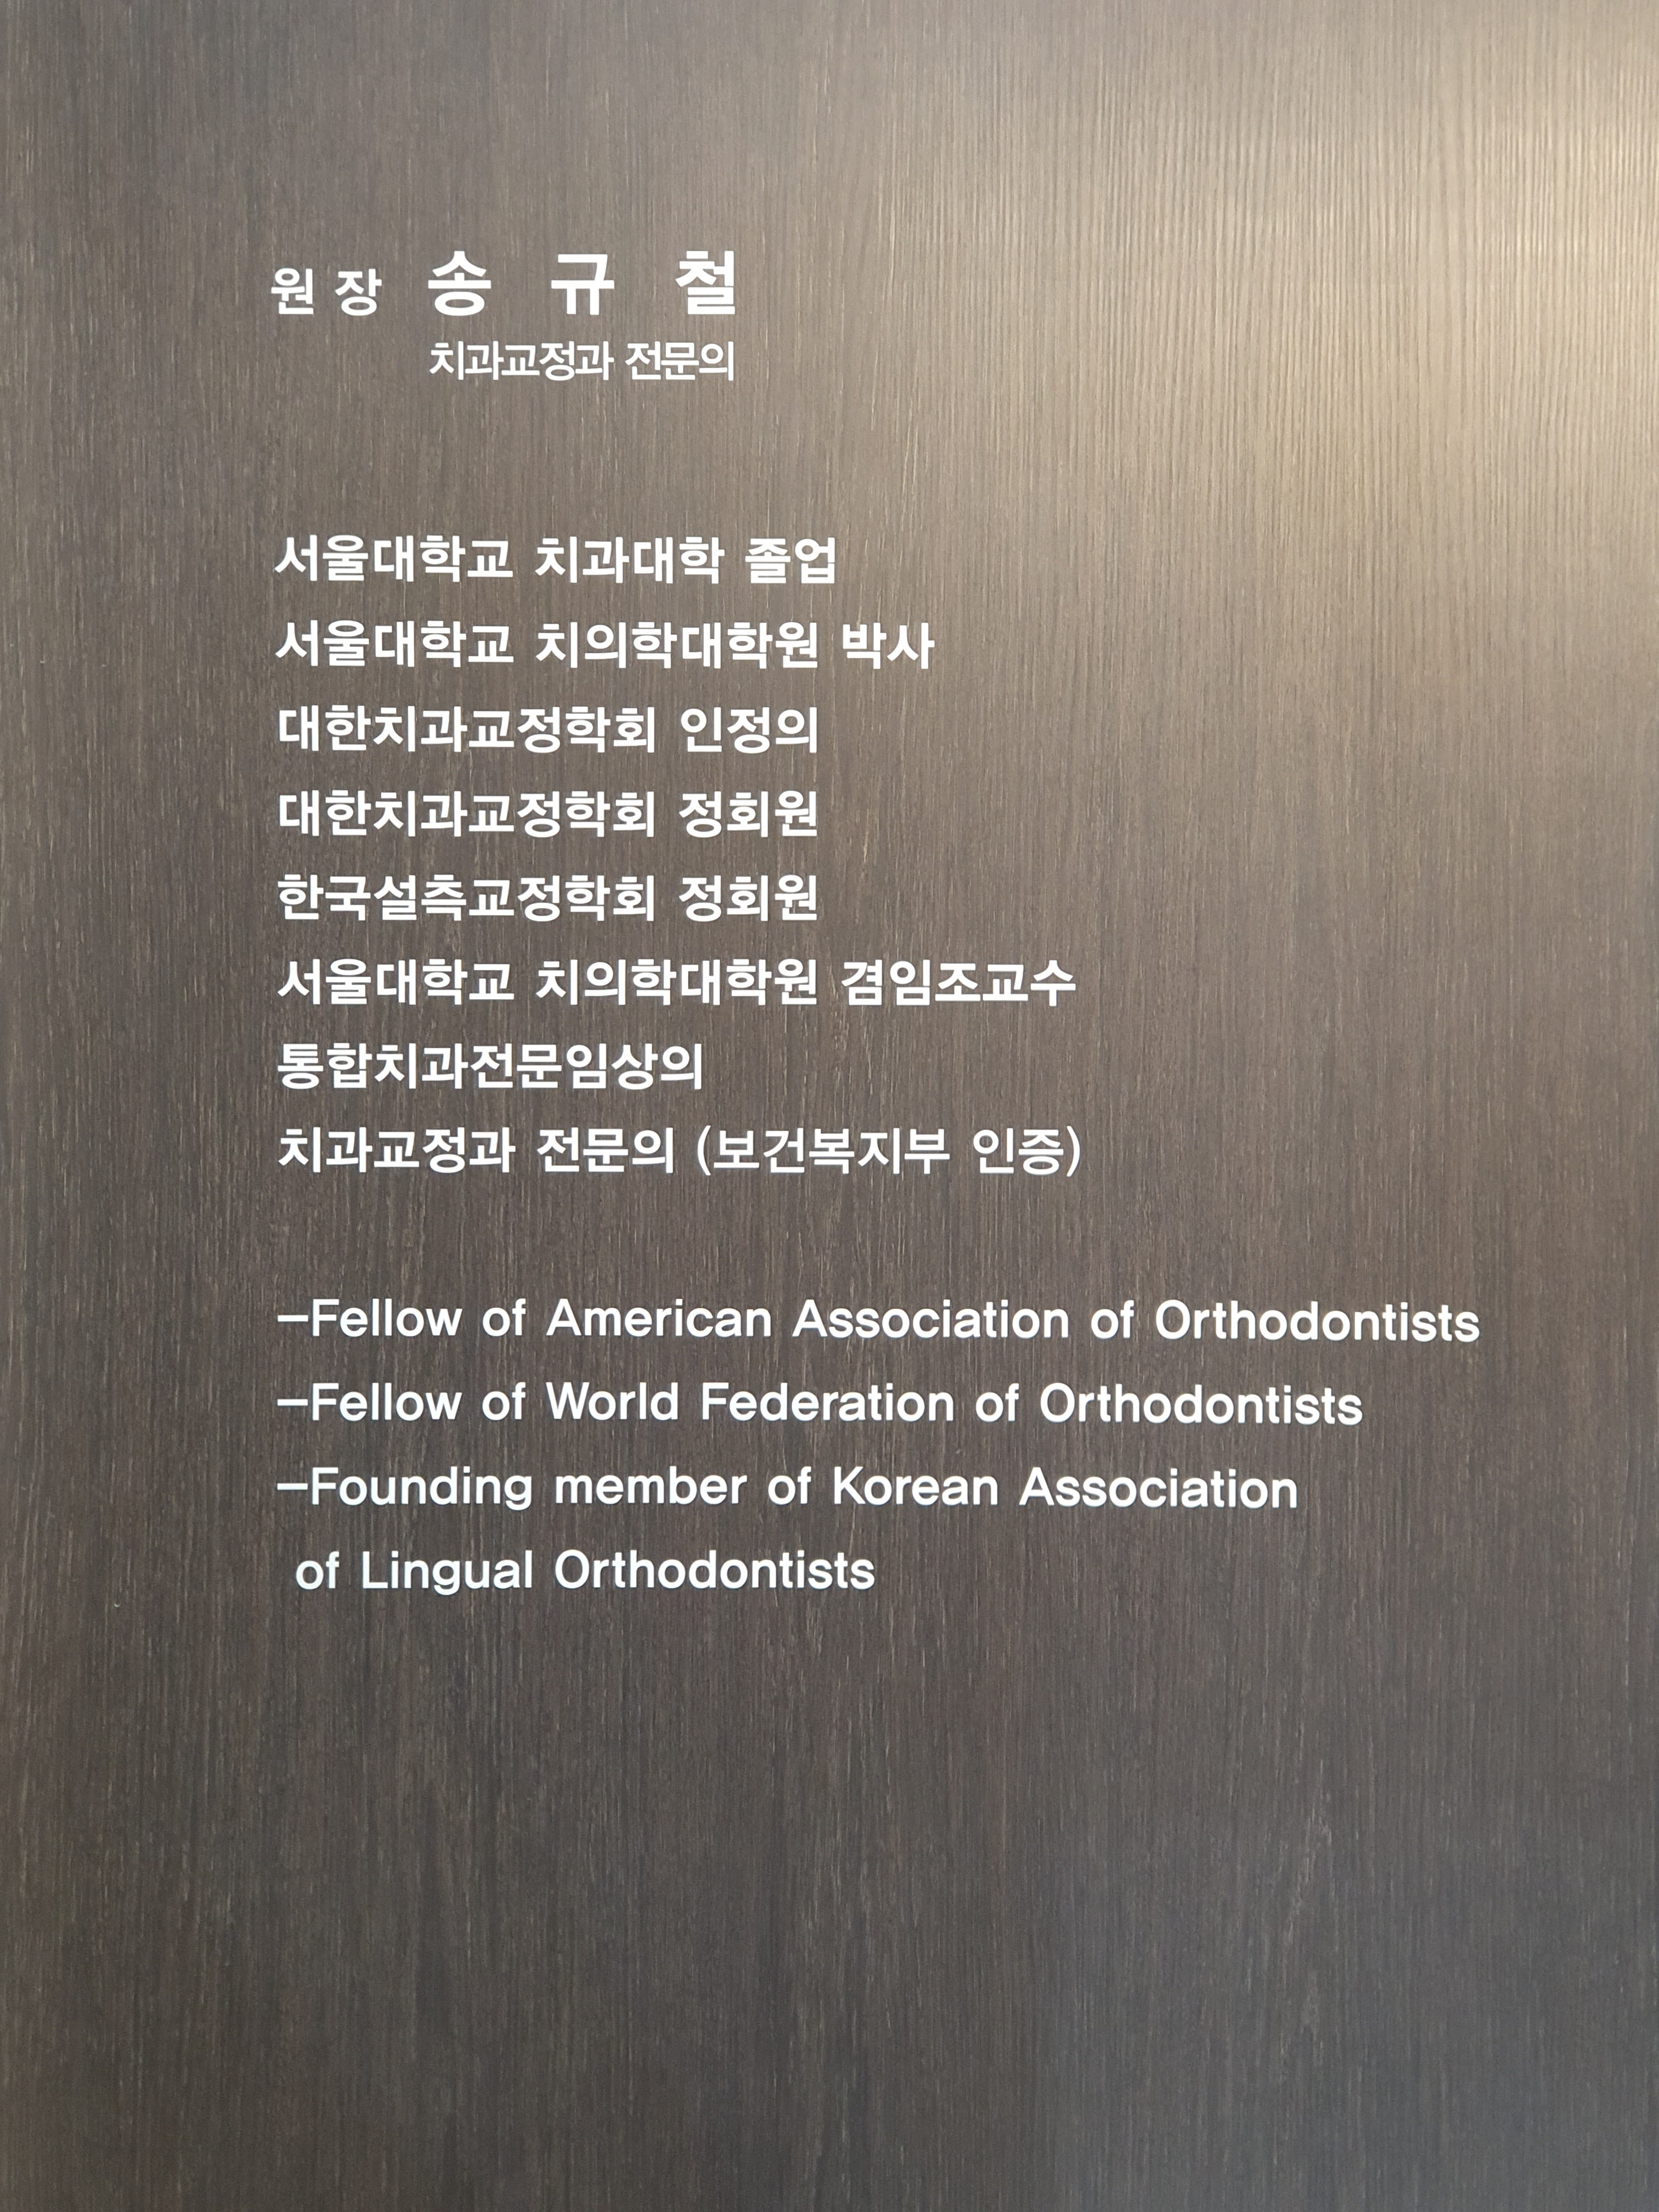 원장 송규철
치과교정과 전문의
서울대학교 치과대학 졸업
서울대학교 치의학대학원 박사
대한치과교정학회 인정의
대한치과교정학회 정회원
한국설측교정학회 정회원
서울대학교 치의학대학원 겸임조교수
통합치과전문임상의
치과교정과 전문의 (보건복지부 인증)
–Fellow of American Association of Orthodontists
–Fellow of World Federation of Orthodontists
–Founding member of Korean Association
of Lingual Orthodontists